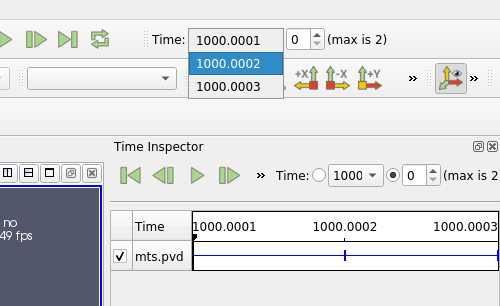 Time:
1000.0001
1000.0002
1000.0003
0
(max is 2)
+X
-X
+Y
»
»
Time Inspector
»
Time:
1000
0
(max is 2)
no
49 fps
Time
1000.0001
1000.0002
1000.0003
mts.pvd